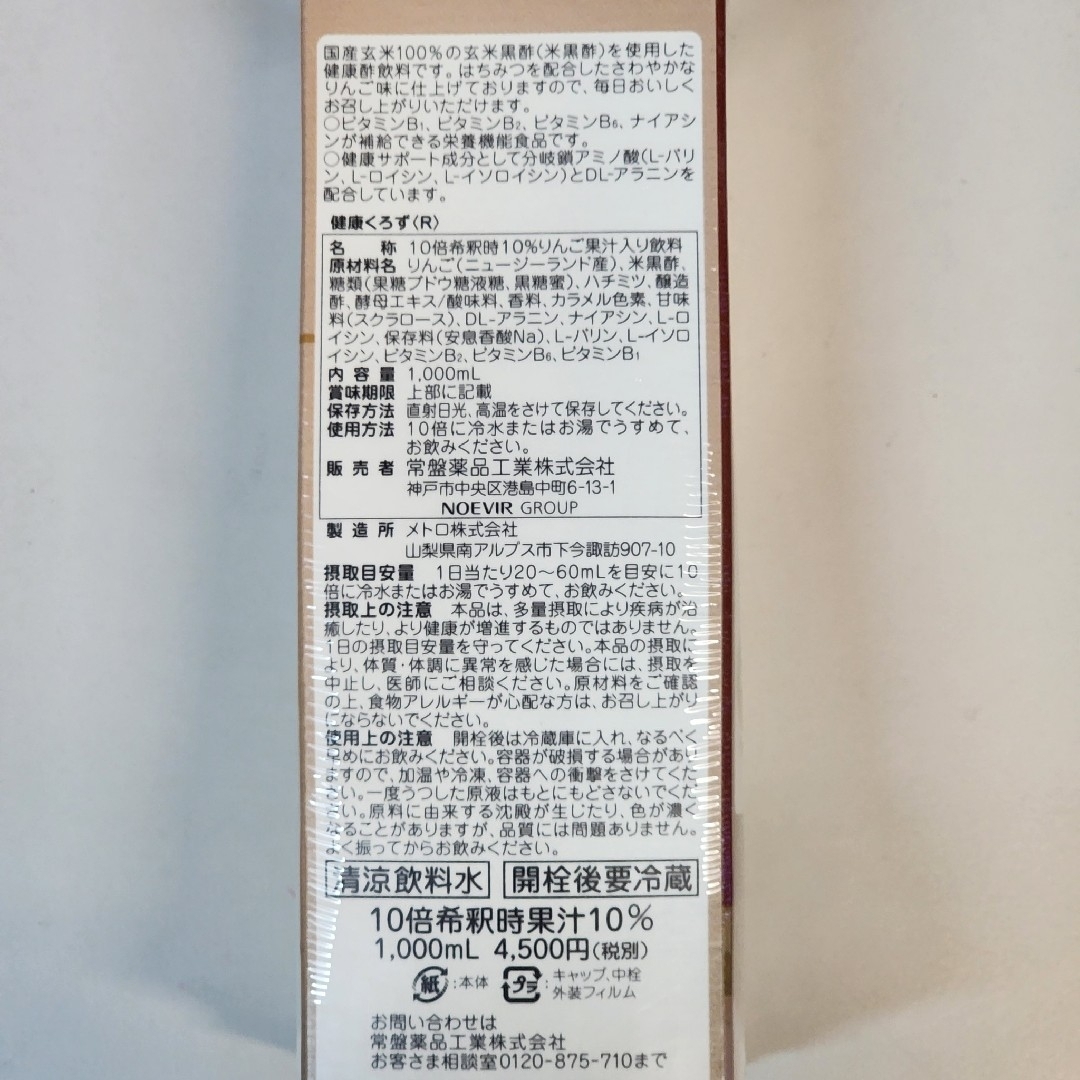 国産玄米100%の玄米黒酢(米黒酢)を使用した
健康酢飲料です。はちみつを配合したさわやかな
りんご味に仕上げておりますので、毎日おいしく
お召し上がりいただけます。
○ビタミンB₁、ビタミンB₂、ビタミンB₆、ナイアシ
ンが補給できる栄養機能食品です。
○健康サポート成分として分岐鎖アミノ酸(L-バリ
ン、L-ロイシン、L-イソロイシン)とDL-アラニンを
配合しています。
健康くろず〈R〉
名称 10倍希釈時10%りんご果汁入り飲料
原材料名 りんご(ニュージーランド産)、米黒酢、
糖類(果糖ブドウ糖液糖、黒糖蜜)、ハチミツ、醸造
酢、酵母エキス/酸味料、香料、カラメル色素、甘味
料(スクラロース)、DL-アラニン、ナイアシン、L-ロ
イシン、保存料(安息香酸Na)、L-バリン、L-イソロ
イシン、ビタミンB₂、ビタミンB₆、ビタミンB₁
内容量 1,000mL
賞味期限 上部に記載
保存方法 直射日光、高温をさけて保存してください。
使用方法 10倍に冷水またはお湯でうすめて、
お飲みください。
販売者 常盤薬品工業株式会社
神戸市中央区港島中町6-13-1
NOEVIR GROUP
製造所 メトロ株式会社
山梨県南アルプス市下今諏訪907-10
摂取目安量 1日当たり20〜60mLを目安に10
倍に冷水またはお湯でうすめて、お飲みください。
摂取上の注意 本品は、多量摂取により疾病が治
癒したり、より健康が増進するものではありません。
1日の摂取目安量を守ってください。本品の摂取に
より、体質・体調に異常を感じた場合には、摂取を
中止し、医師にご相談ください。原材料をご確認
の上、食物アレルギーが心配な方は、お召し上がり
にならないでください。
使用上の注意 開栓後は冷蔵庫に入れ、なるべく
早めにお飲みください。容器が破損する場合があり
ますので、加温や冷凍、容器への衝撃をさけてくだ
さい。一度うつした原液はもとにもどさないでくだ
さい。原料に由来する沈殿が生じたり、色が濃く
なることがありますが、品質には問題ありません。
よく振ってからお飲みください。
清涼飲料水 開栓後要冷蔵
10倍希釈時果汁10%
1,000mL 4,500円(税別)
紙:本体 プラ:キャップ、中栓
外装フィルム
お問い合わせは
常盤薬品工業株式会社
お客さま相談室0120-875-710まで